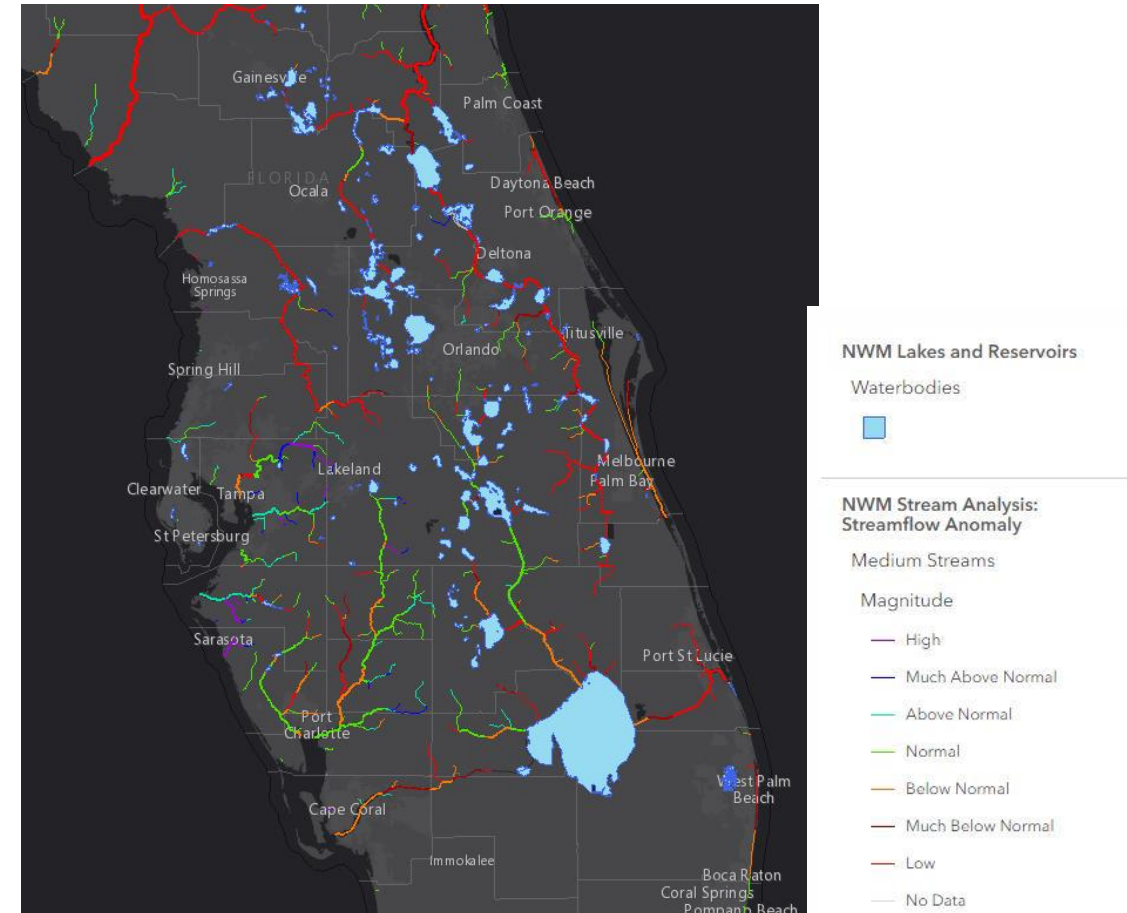 Gainesville
Palm Coast
FLORIDA
Ocala
Daytona Beach
Port Orange
Deltona
Homosassa
Springs
Titusville
Orlando
Spring Hill
Lakeland
Melbourne
Palm Bay
Clearwater
Tampa
St Petersburg
Sarasota
Port St Lucie
Port
Charlotte
West Palm
Beach
Cape Coral
Immokalee
Boca Raton
Coral Springs
Pompano Beach
NWM Lakes and Reservoirs
Waterbodies
NWM Stream Analysis:
Streamflow Anomaly
Medium Streams
Magnitude
High
Much Above Normal
Above Normal
Normal
Below Normal
Much Below Normal
Low
No Data